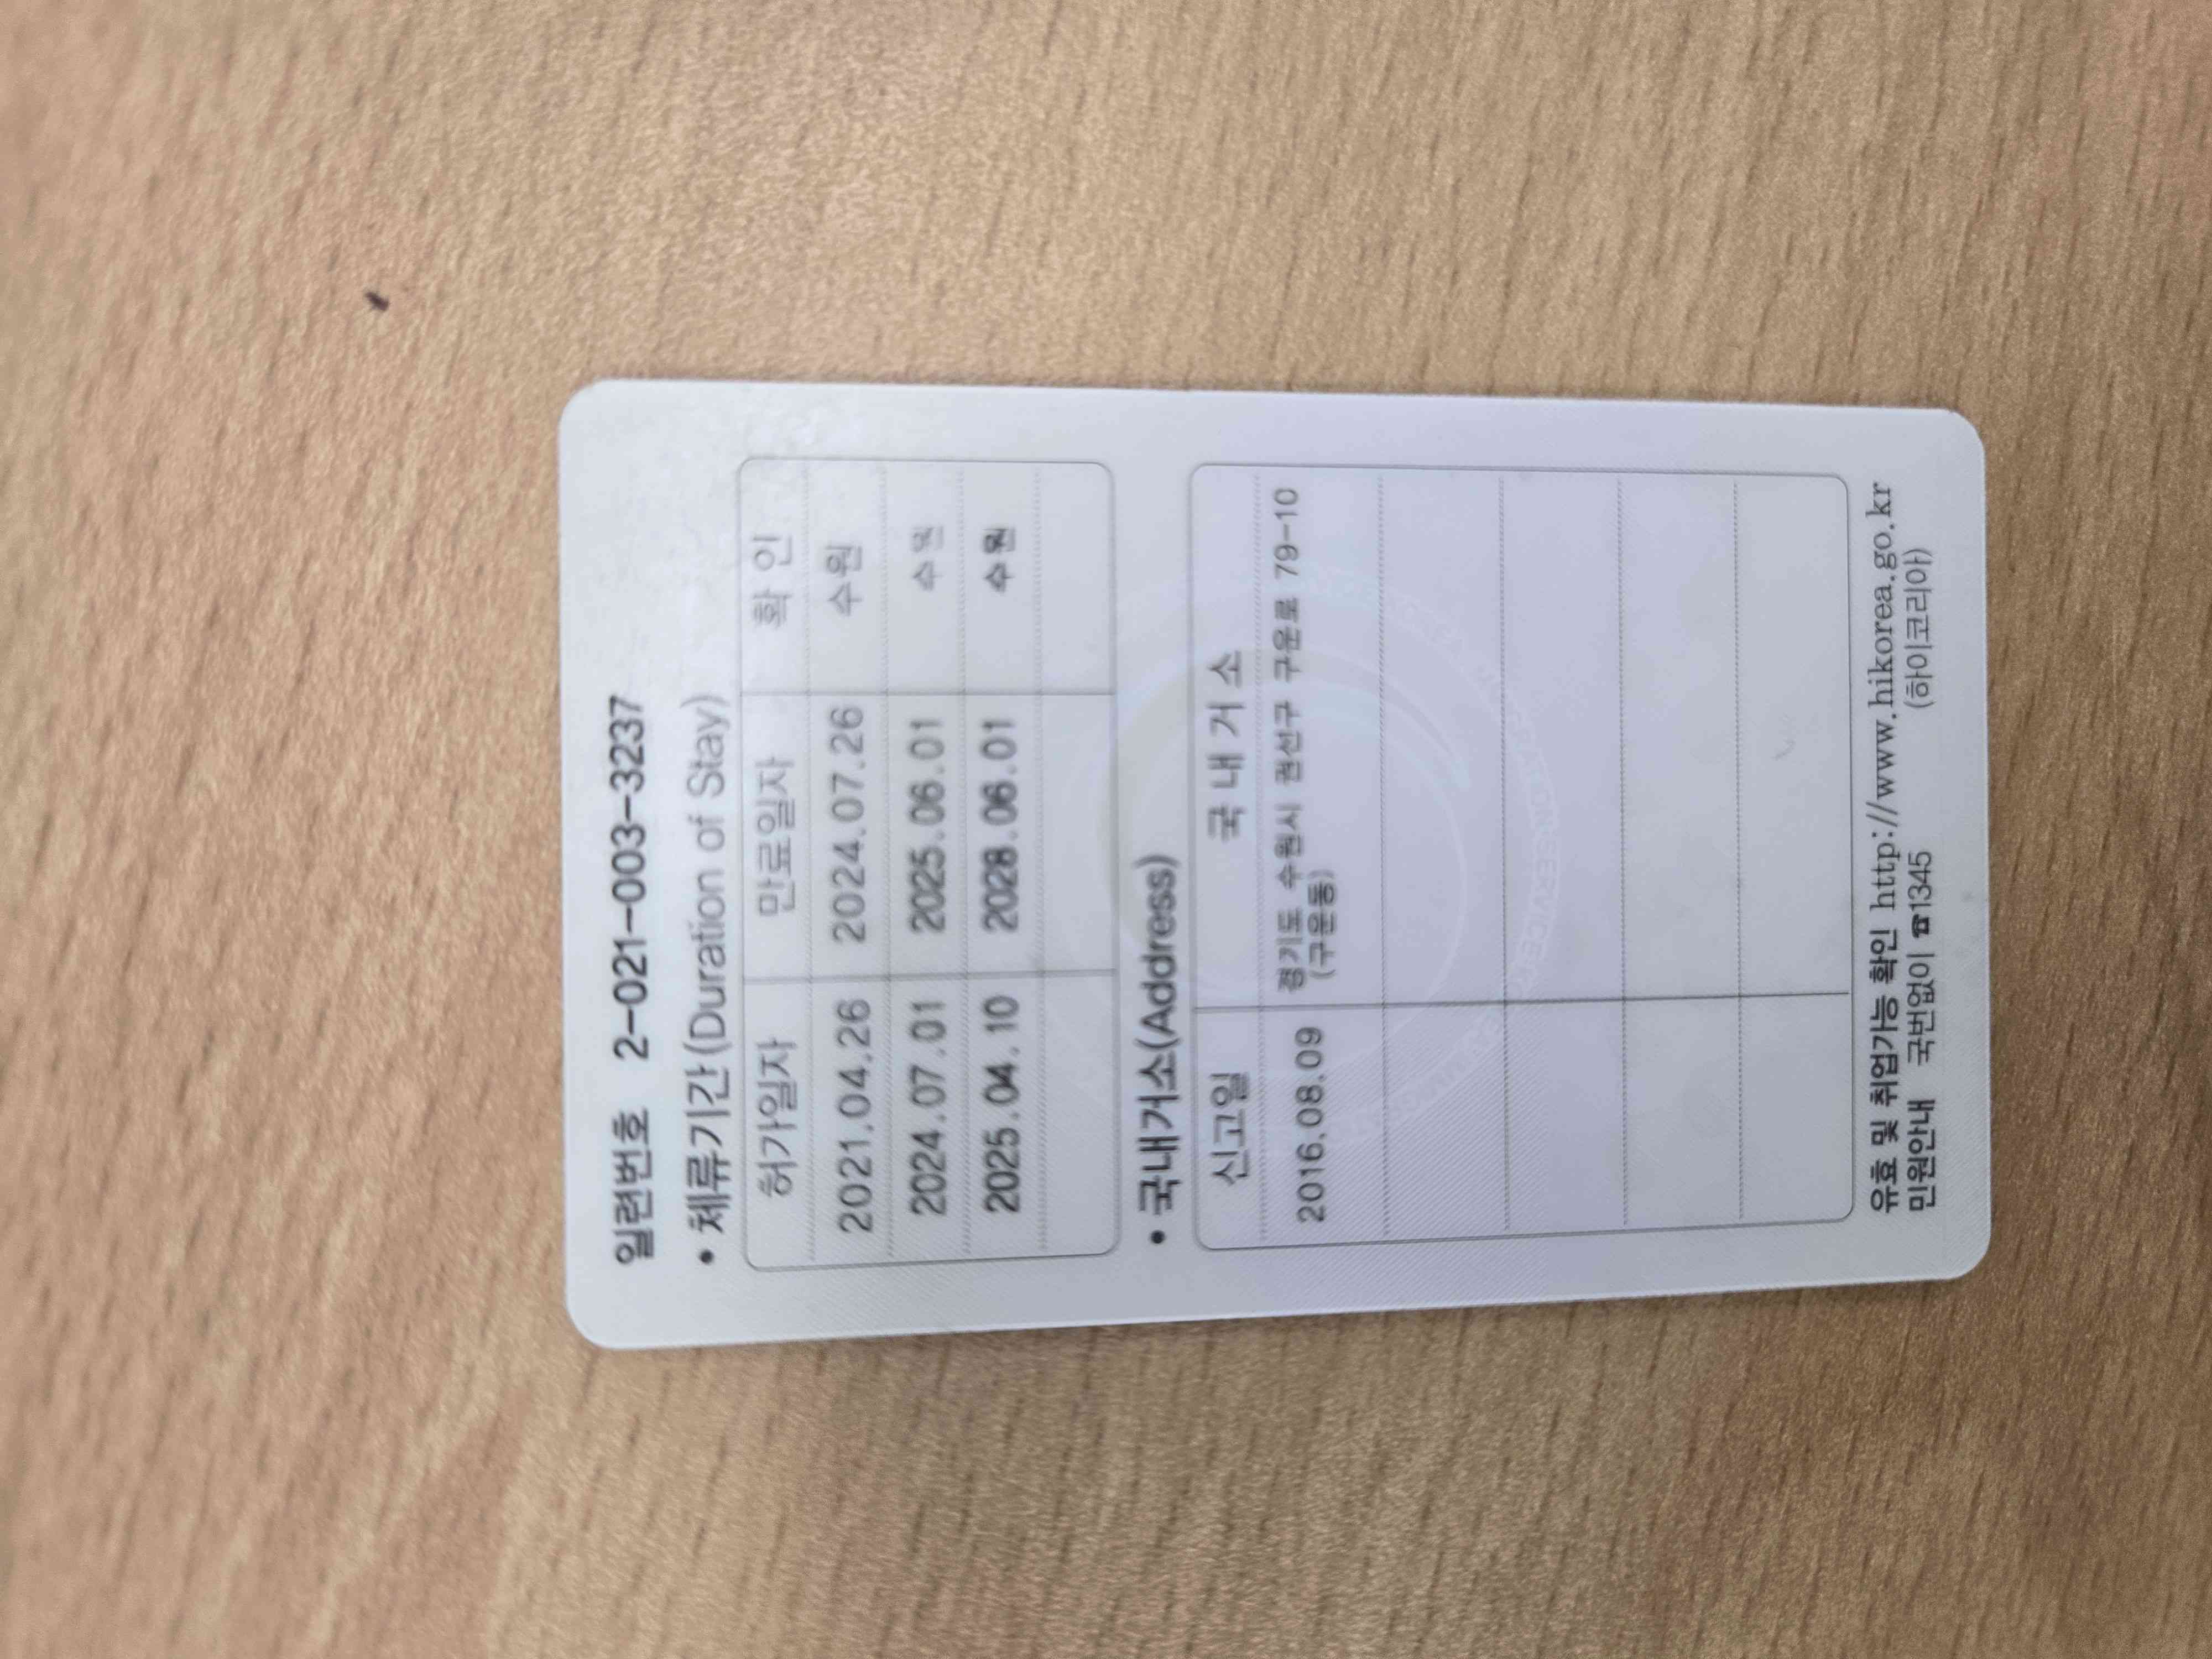 일련번호 2-021-003-3237
• 체류기간 (Duration of Stay)
허가일자 만료일자 확 인
2021.04.26 2024.07.26 수원
2024.07.01 2025.06.01 수원
2025.04.10 2028.06.01 수원
• 국내거소(Address)
신고일 국 내 거 소
2016.08.09 경기도 수원시 권선구 구운로 79-10
(구운동)
유효 및 취업가능 확인 http://www.hikorea.go.kr
민원안내 국번없이 ☎1345 (하이코리아)